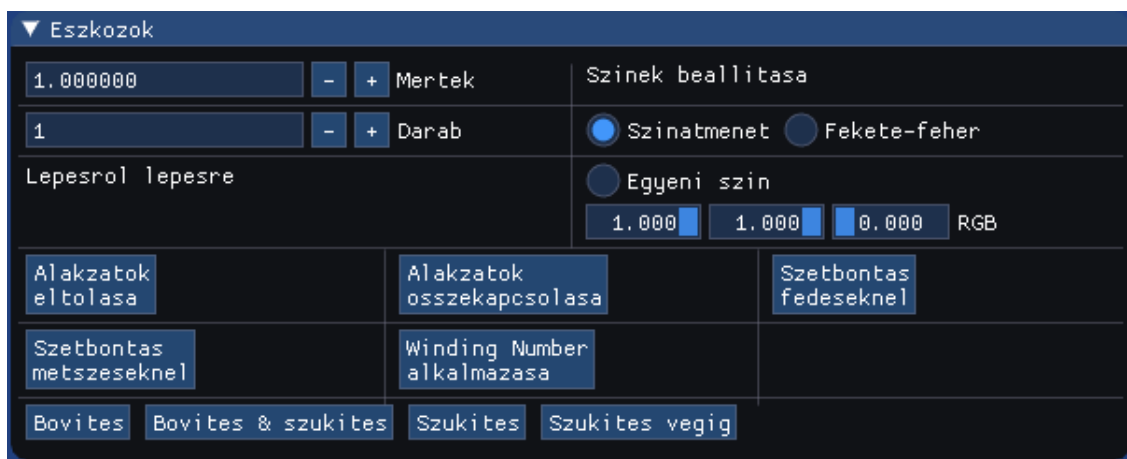 Eszkozok
1.000000 - + Mertek
Szinek beallitasa
1 - + Darab
Szinatmenet Fekete-feher
Lepesrol lepesre
Egyeni szin
1.000 1.000 0.000 RGB
Alakzatok
eltolasa
Alakzatok
osszekapcsolasa
Szetbontas
fedeseknel
Szetbontas
metszeseknel
Winding Number
alkalmazasa
Bovites Bovites & szukites Szukites Szukites vegig